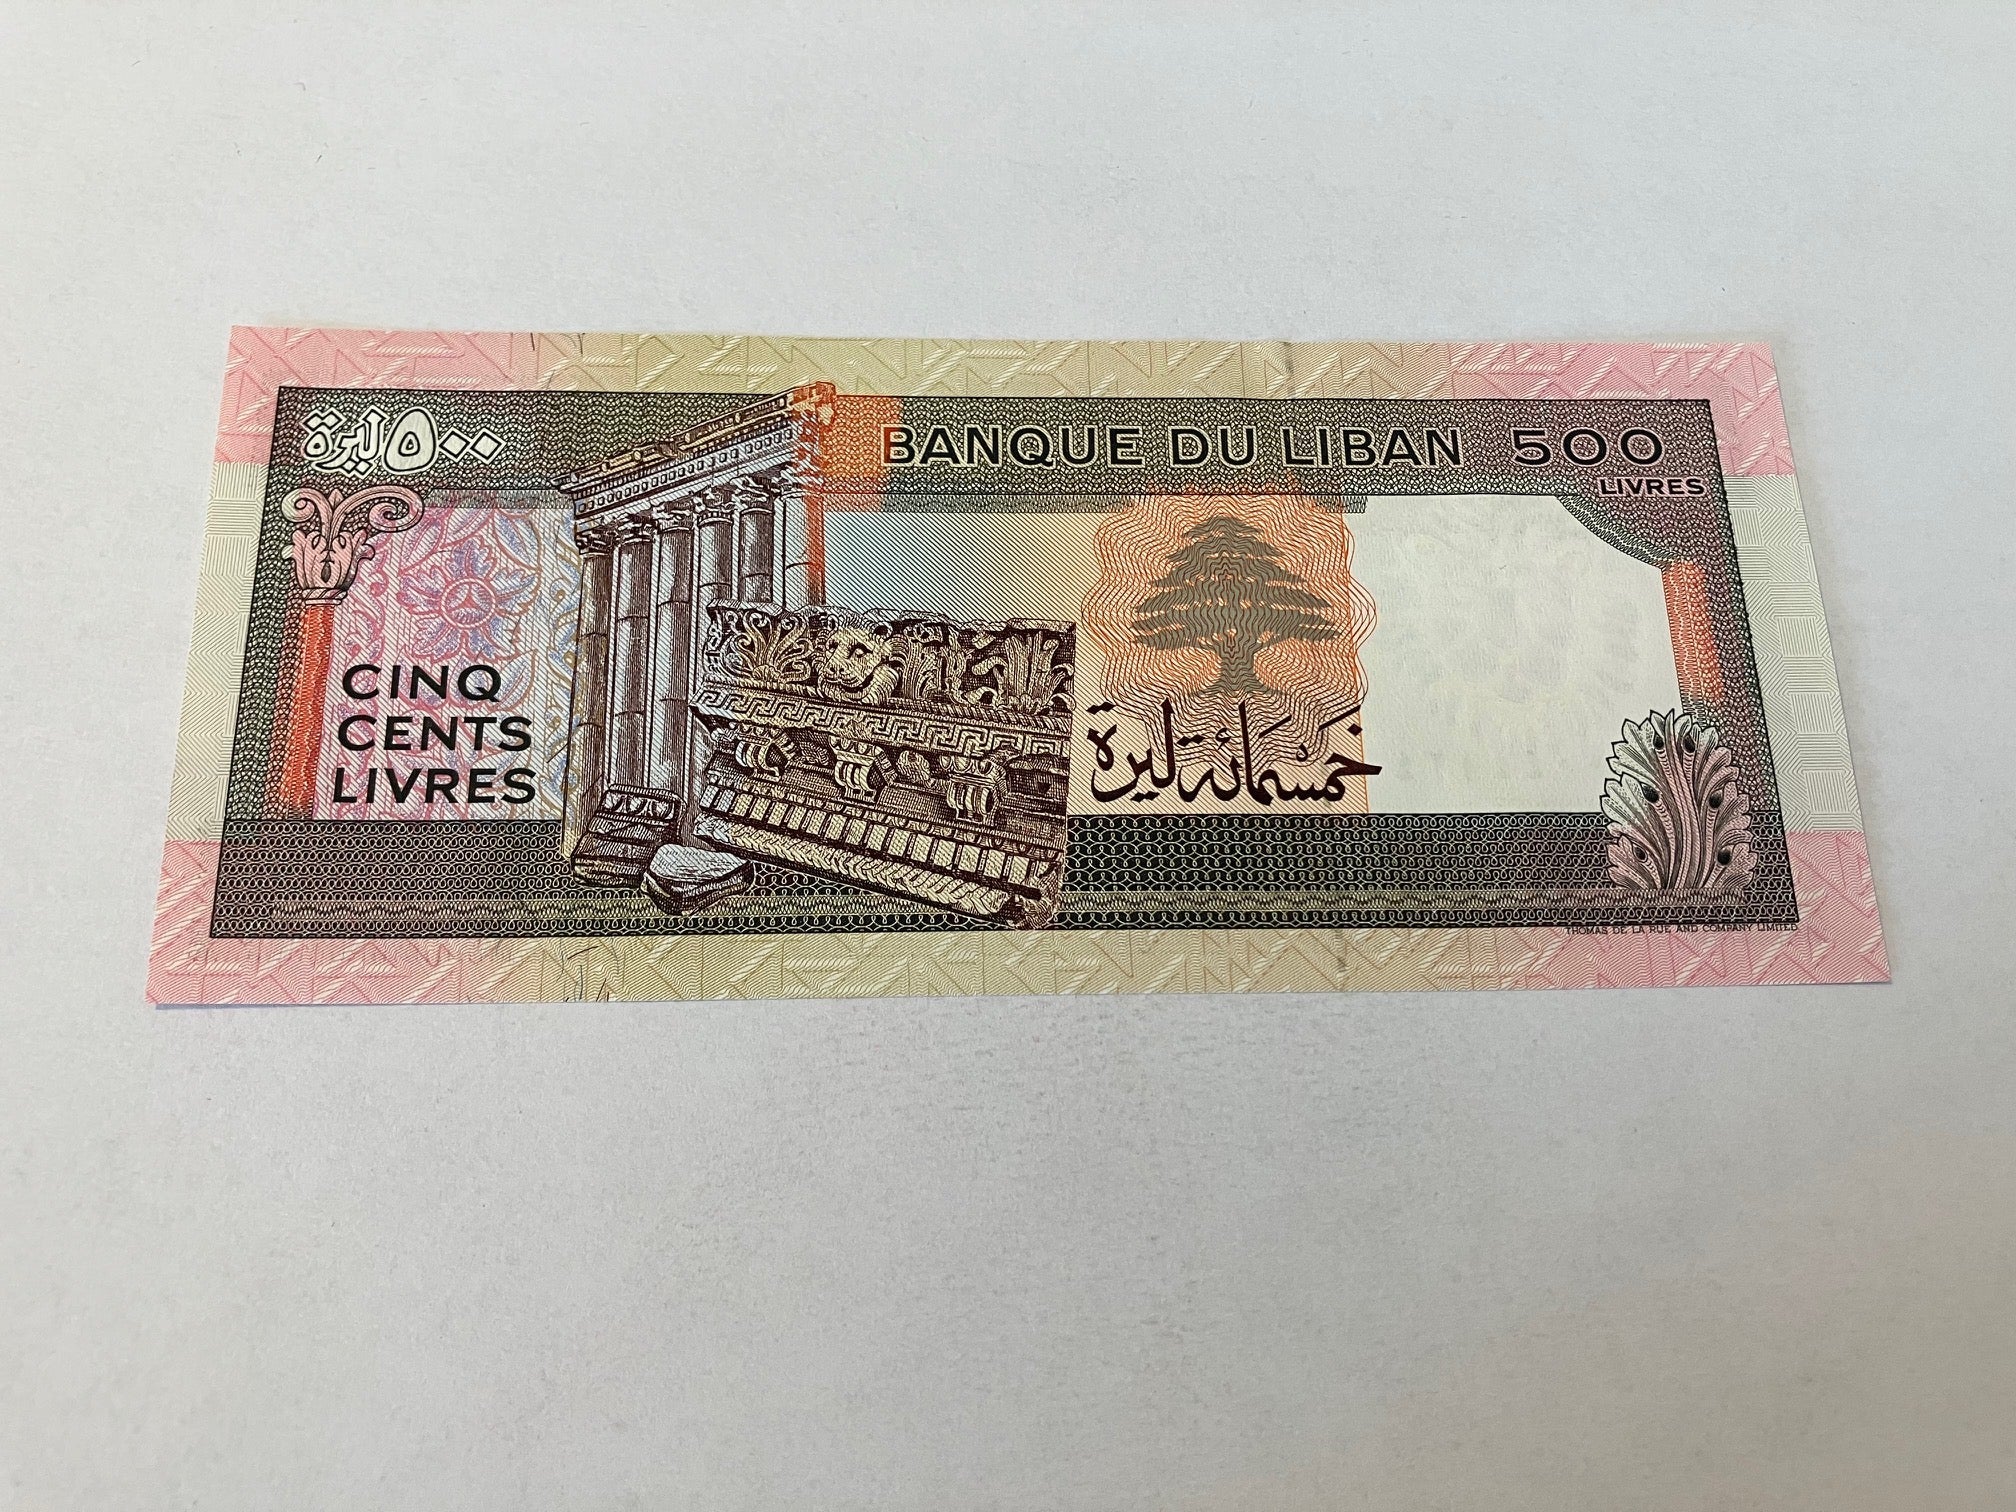 ٥٠٠ ليرة
BANQUE DU LIBAN 500
LIVRES
CINQ
CENTS
LIVRES
خمسمائة ليرة
THOMAS DE LA RUE AND COMPANY LIMITED